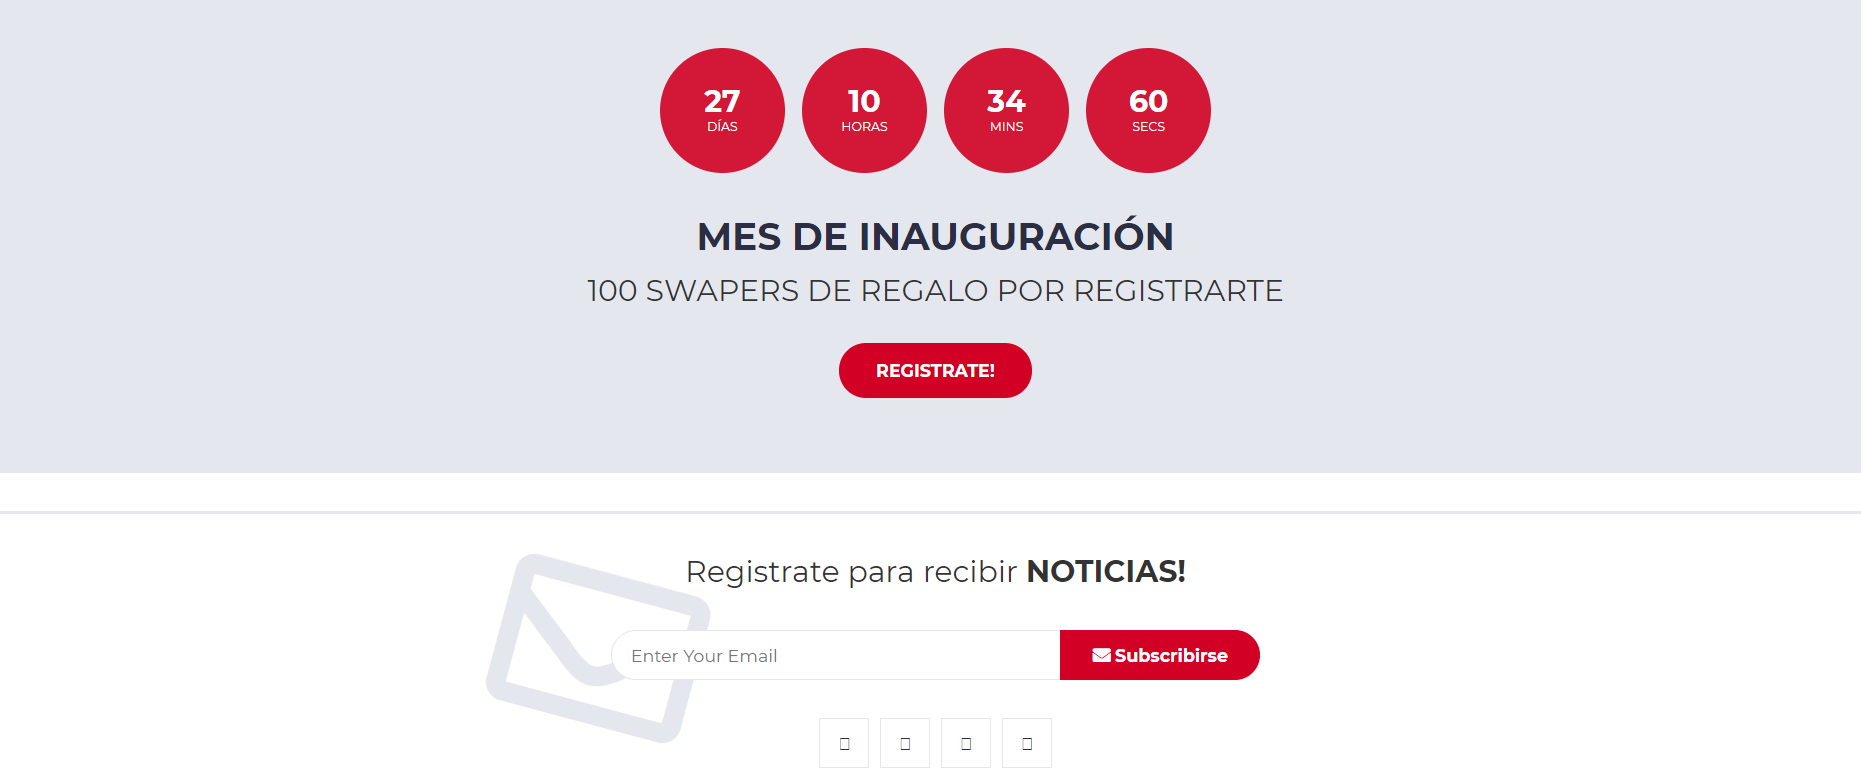 27 10 34 60
DÍAS HORAS MINS SECS
MES DE INAUGURACIÓN
100 SWAPERS DE REGALO POR REGISTRARTE
REGISTRATE!
Registrate para recibir NOTICIAS!
Enter Your Email Subscribirse